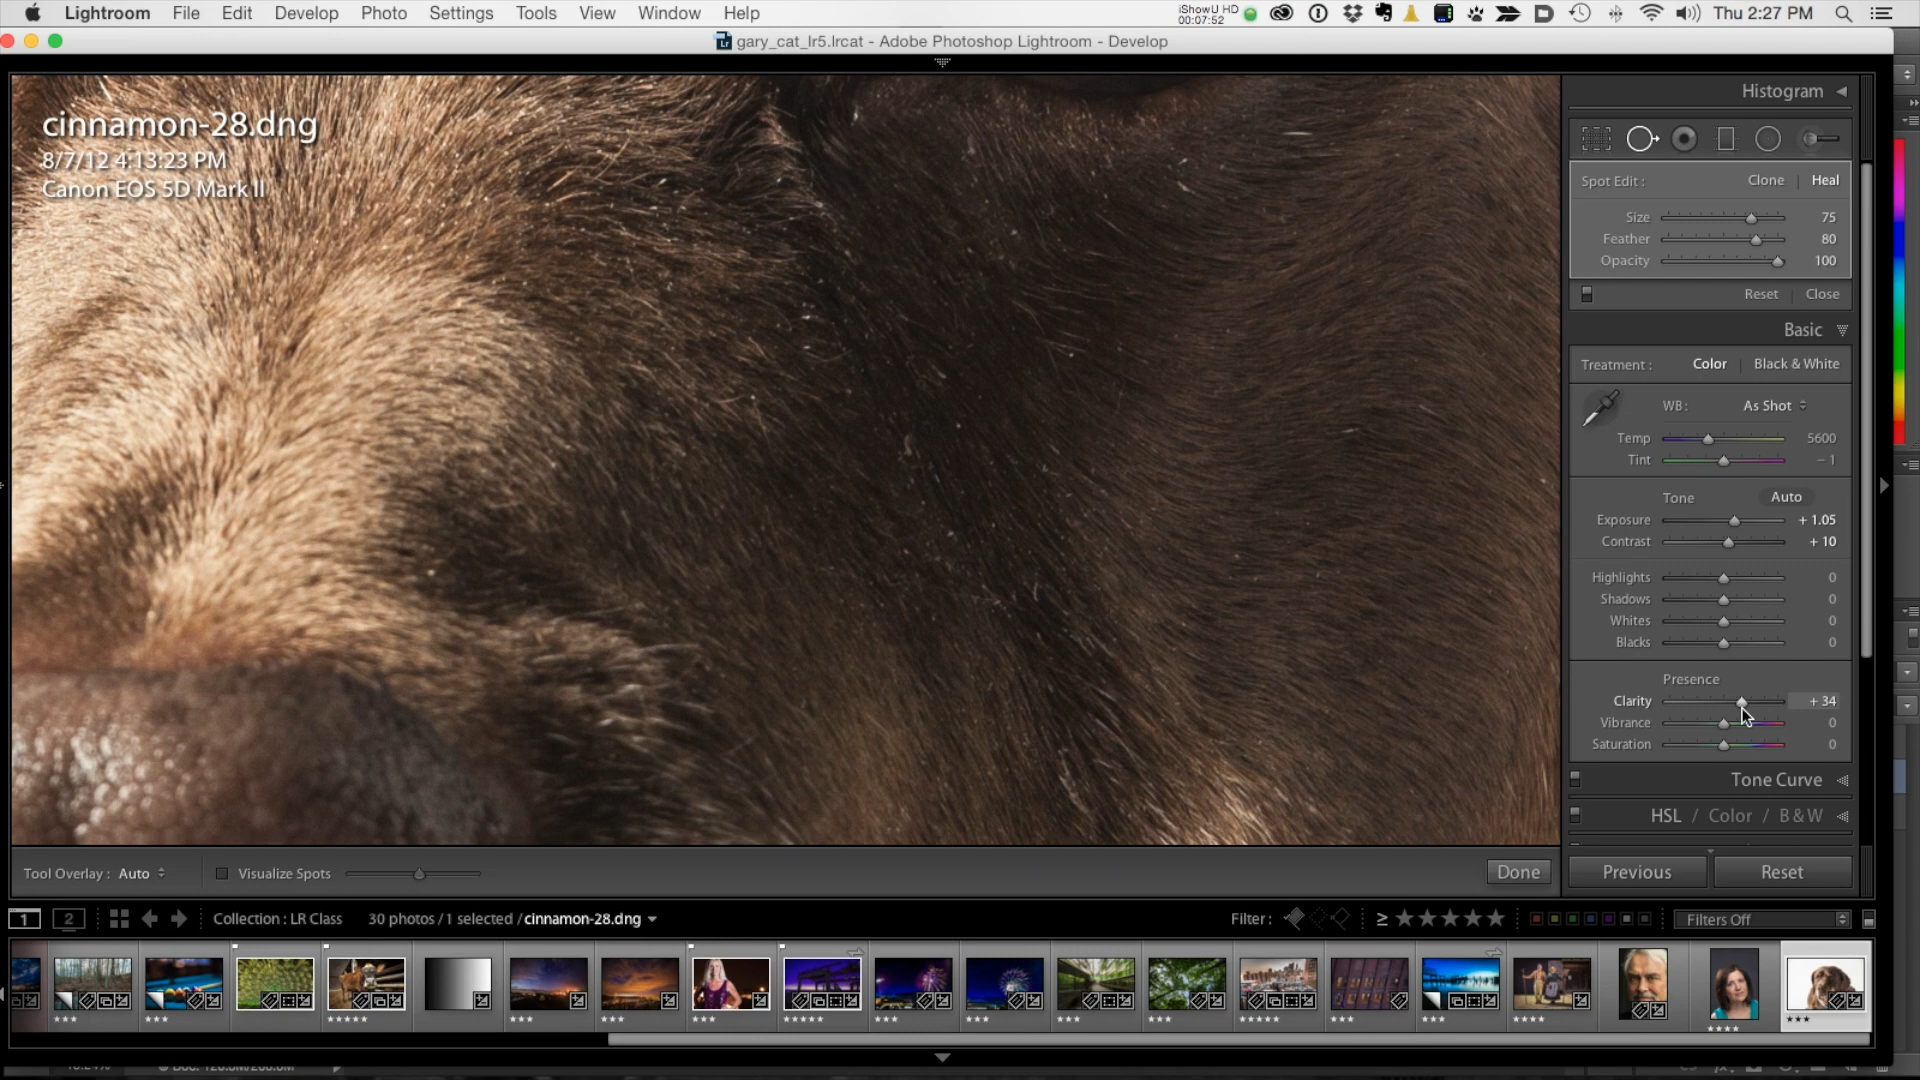 Lightroom File Edit Develop Photo Settings Tools View Window Help iShowU HD 00:07:52 Thu 2:27 PM
gary_cat_lr5.lrcat - Adobe Photoshop Lightroom - Develop
cinnamon-28.dng
8/7/12 4:13:23 PM
Canon EOS 5D Mark II
Histogram
Spot Edit : Clone | Heal
Size 75
Feather 80
Opacity 100
Reset Close
Basic
Treatment : Color | Black & White
WB : As Shot
Temp 5600
Tint - 1
Tone Auto
Exposure + 1.05
Contrast + 10
Highlights 0
Shadows 0
Whites 0
Blacks 0
Presence
Clarity + 34
Vibrance 0
Saturation 0
Tone Curve
HSL / Color / B & W
Tool Overlay : Auto Visualize Spots Done Previous Reset
1 2 Collection : LR Class 30 photos / 1 selected / cinnamon-28.dng Filter : ≥ ★★★★★ Filters Off